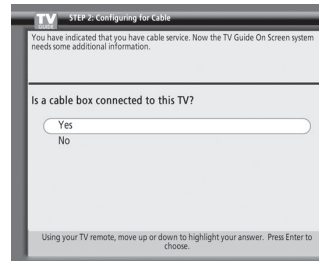 TV GUIDE STEP 2: Configuring for Cable
You have indicated that you have cable service. Now the TV Guide On Screen system
needs some additional information.
Is a cable box connected to this TV?
Yes
No
Using your TV remote, move up or down to highlight your answer. Press Enter to
choose.